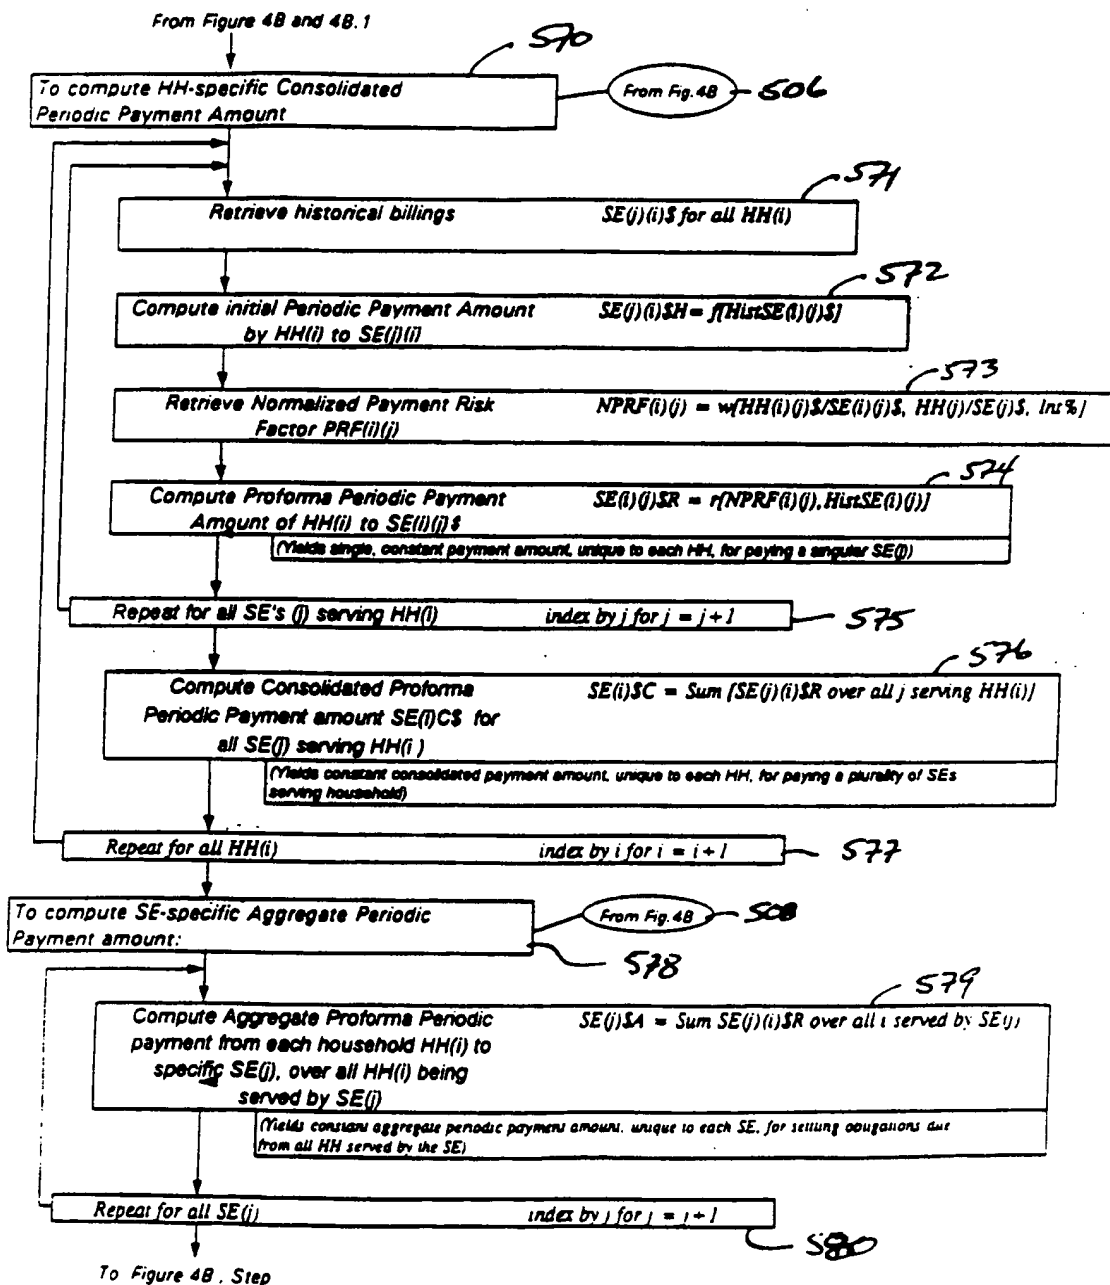 From Figure 4B and 4B.1
570
To compute HH-specific Consolidated
Periodic Payment Amount
From Fig. 4B
506
571
Retrieve historical billings SE(j)(i)$ for all HH(i)
572
Compute initial Periodic Payment Amount SE(j)(i)$H = f[HistSE(i)(j)$]
by HH(i) to SE(j)(i)
573
Retrieve Normalized Payment Risk NPRF(i)(j) = w[HH(i)(j)$/SE(i)(j)$, HH(j)/SE(j)$, Int%]
Factor PRF(i)(j)
574
Compute Proforma Periodic Payment SE(i)(j)$R = r[NPRF(i)(j),HistSE(i)(j)]
Amount of HH(i) to SE(i)(j)$
(Yields single, constant payment amount, unique to each HH, for paying a singular SE(j))
Repeat for all SE's (j) serving HH(i) index by j for j = j+1
575
576
Compute Consolidated Proforma SE(i)$C = Sum [SE(j)(i)$R over all j serving HH(i)]
Periodic Payment amount SE(i)C$ for
all SE(j) serving HH(i )
(Yields constant consolidated payment amount, unique to each HH, for paying a plurality of SEs
serving household)
Repeat for all HH(i) index by i for i = i+1
577
To compute SE-specific Aggregate Periodic
Payment amount:
From Fig. 4B
508
578
579
Compute Aggregate Proforma Periodic SE(j)$A = Sum SE(j)(i)$R over all i served by SE(j)
payment from each household HH(i) to
specific SE(j), over all HH(i) being
served by SE(j)
(Yields constant aggregate periodic payment amount, unique to each SE, for settling obligations due
from all HH served by the SE)
Repeat for all SE(j) index by j for j = j+1
580
To Figure 4B, Step